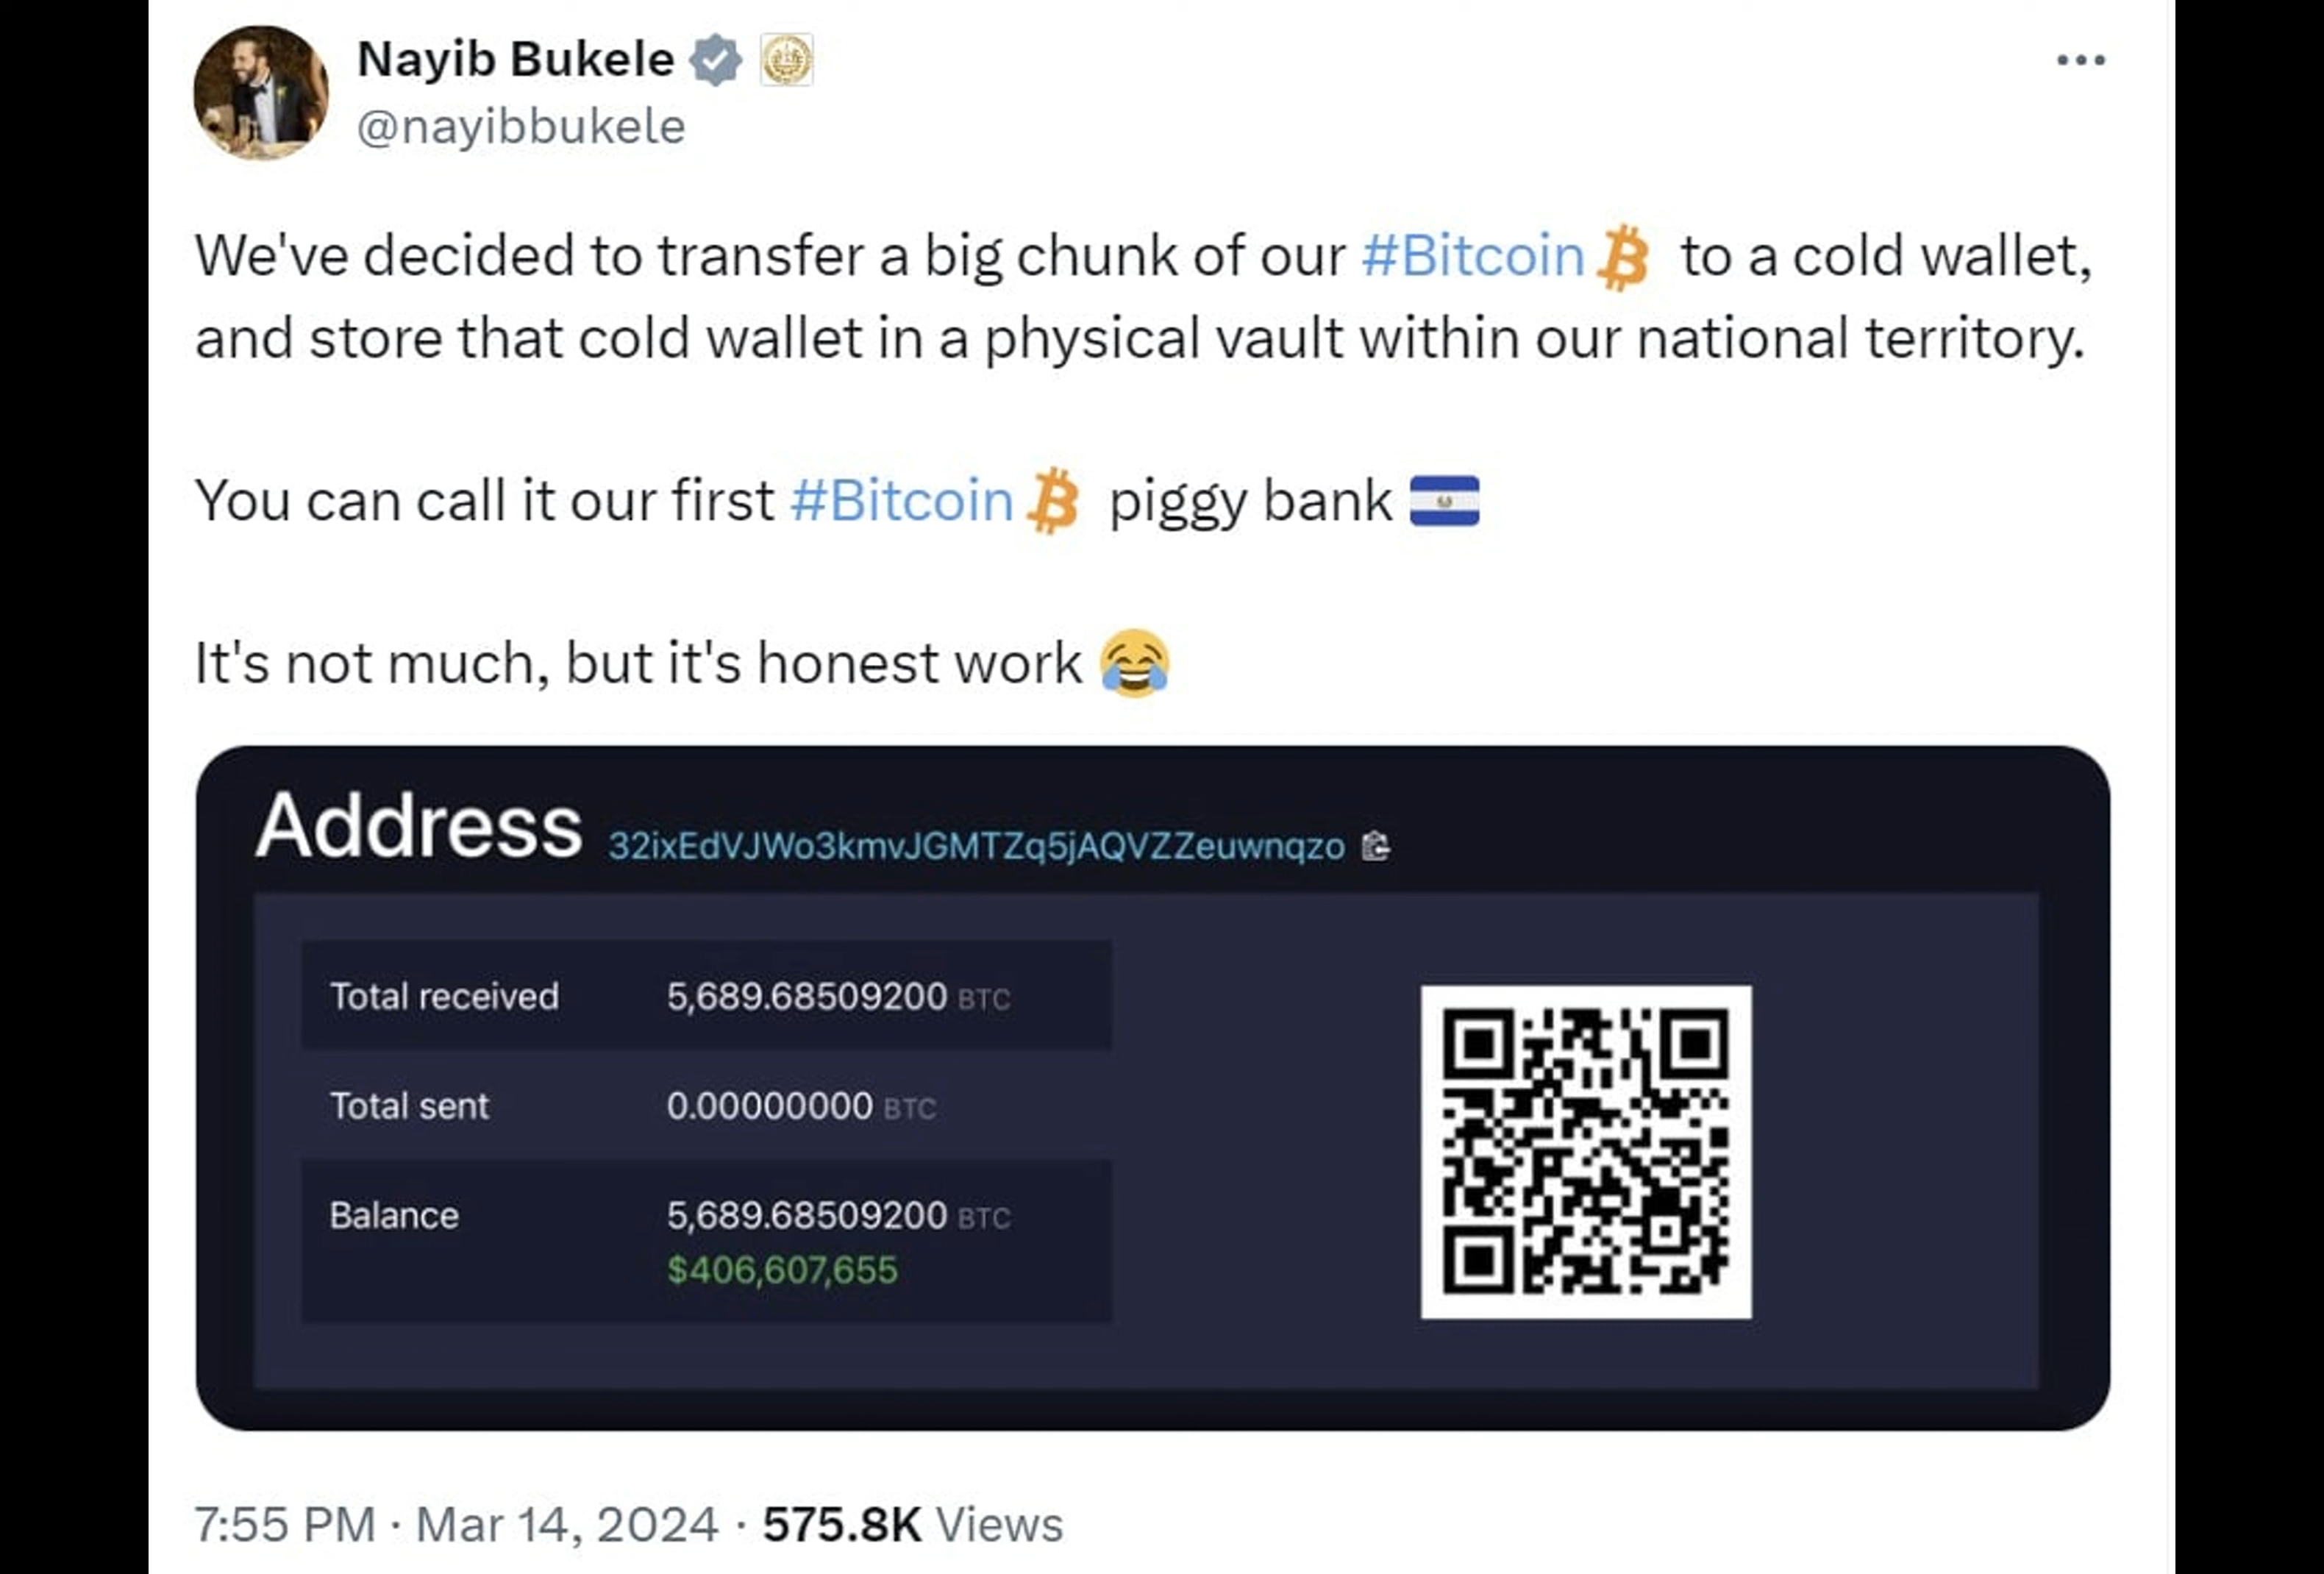 Nayib Bukele
@nayibbukele
We've decided to transfer a big chunk of our #Bitcoin to a cold wallet,
and store that cold wallet in a physical vault within our national territory.
You can call it our first #Bitcoin piggy bank 🇸🇻
It's not much, but it's honest work 😂
Address 32ixEdVJWo3kmvJGMTZq5jAQVZZeuwnqzo
Total received 5,689.68509200 BTC
Total sent 0.00000000 BTC
Balance 5,689.68509200 BTC
$406,607,655
7:55 PM · Mar 14, 2024 · 575.8K Views